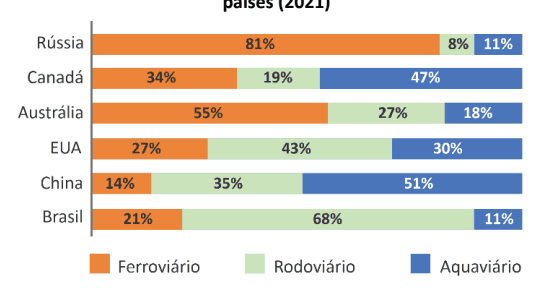 países (2021)
Rússia 81% 8% 11%
Canadá 34% 19% 47%
Austrália 55% 27% 18%
EUA 27% 43% 30%
China 14% 35% 51%
Brasil 21% 68% 11%
Ferroviário Rodoviário Aquaviário